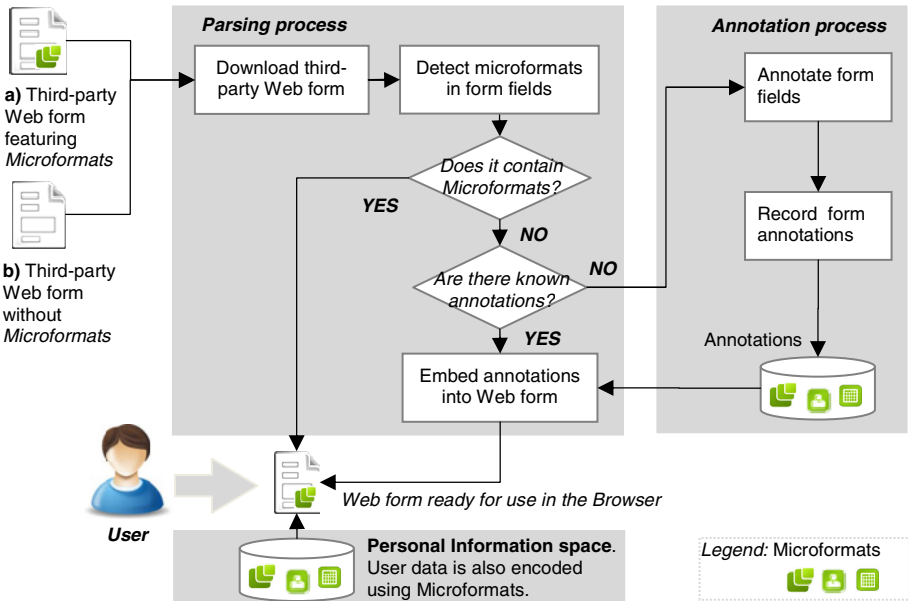 Parsing process
Annotation process
a) Third-party
Web form
featuring
Microformats
b) Third-party
Web form
without
Microformats
Download third-
party Web form
Detect microformats
in form fields
Does it contain
Microformats?
YES
NO
Are there known
annotations?
NO
YES
Embed annotations
into Web form
Annotate form
fields
Record form
annotations
Annotations
User
Web form ready for use in the Browser
Personal Information space.
User data is also encoded
using Microformats.
Legend: Microformats